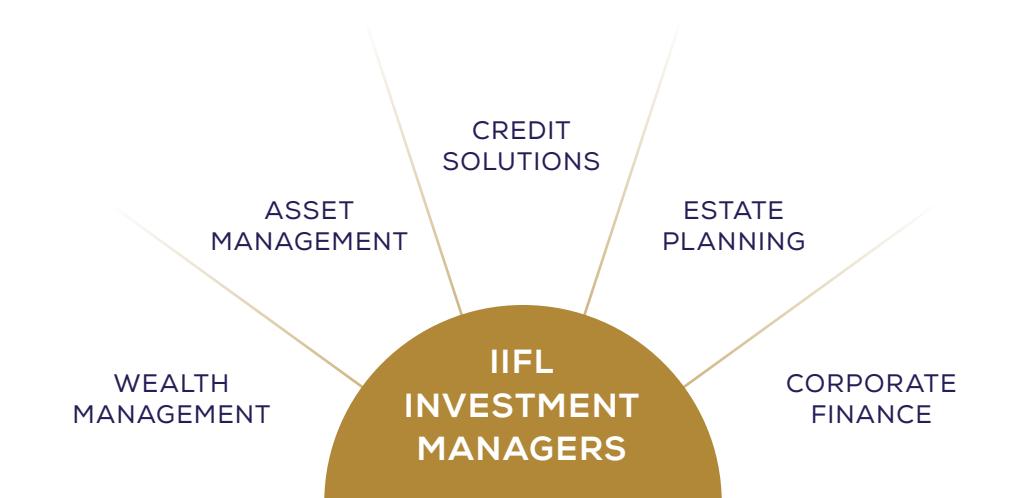 CREDIT
SOLUTIONS
ASSET
MANAGEMENT
ESTATE
PLANNING
WEALTH
MANAGEMENT
CORPORATE
FINANCE
IIFL
INVESTMENT
MANAGERS